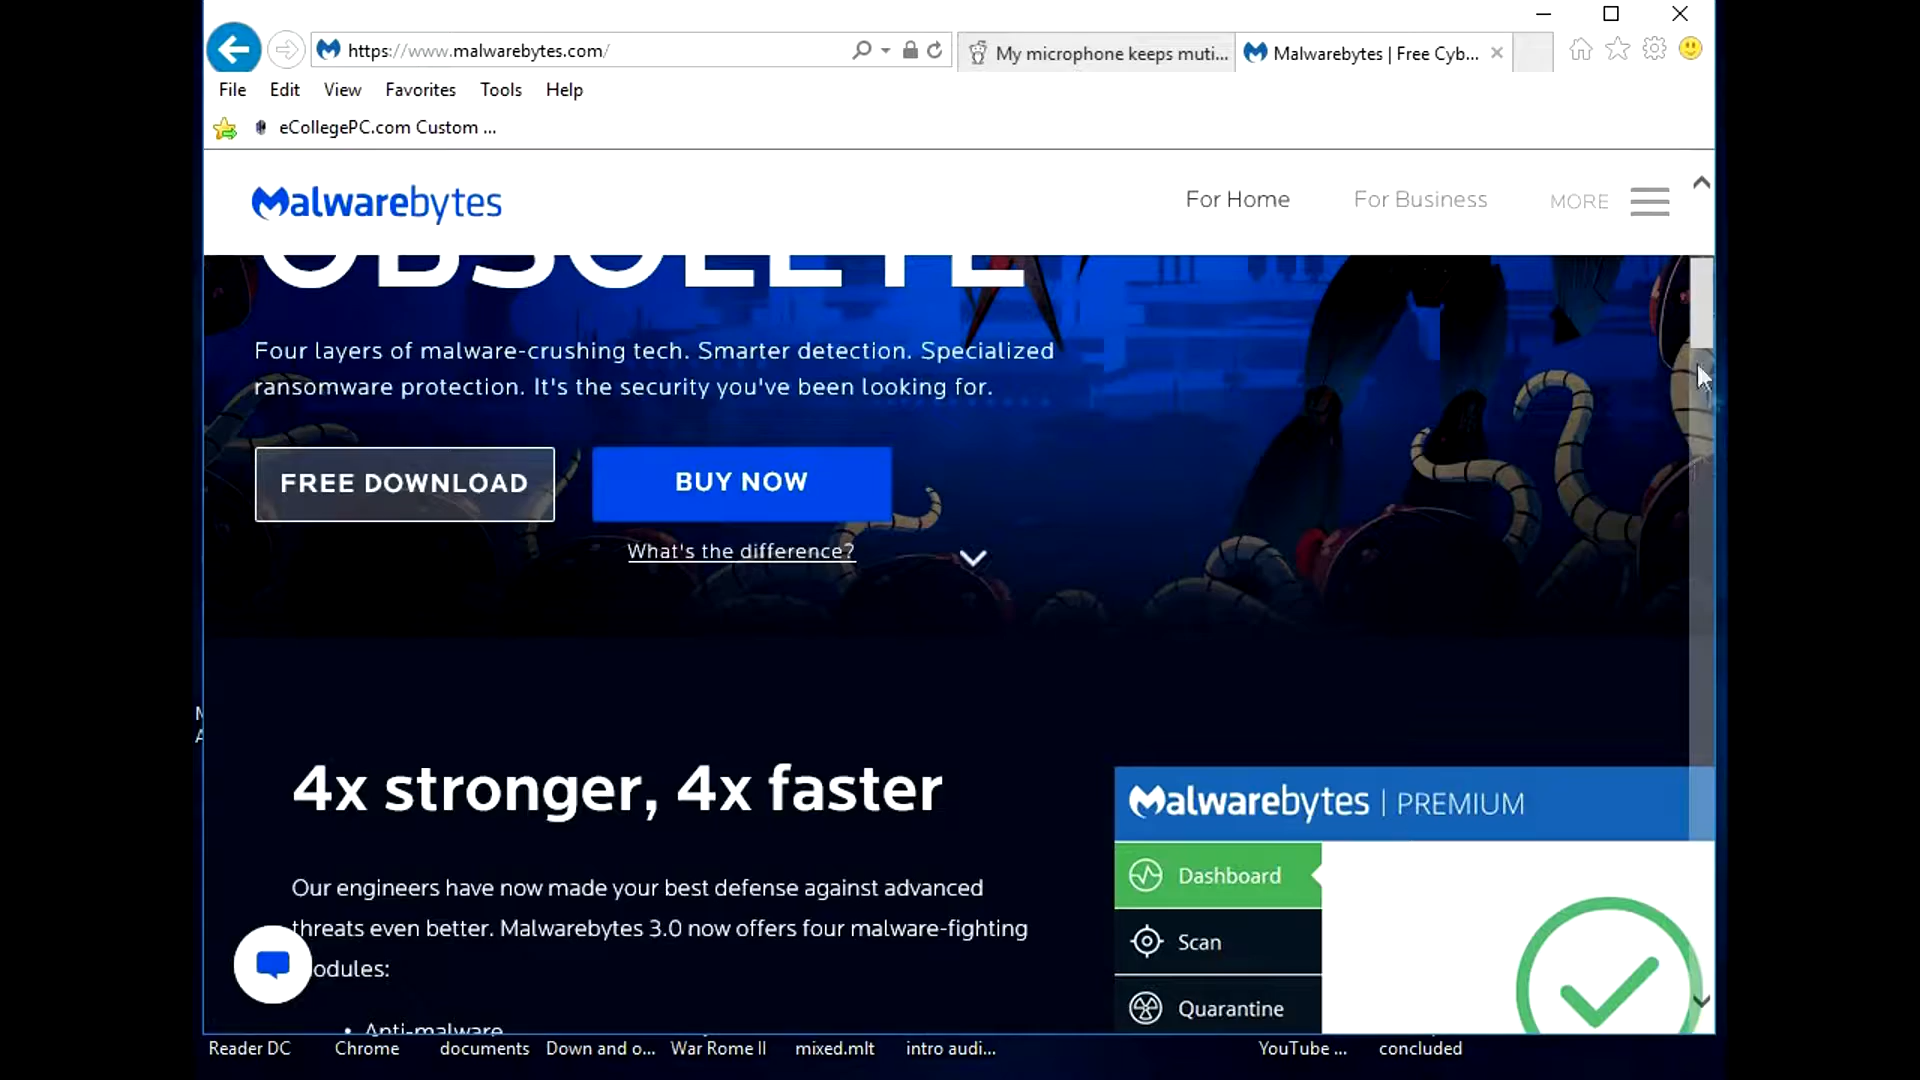 https://www.malwarebytes.com/
My microphone keeps muti...
Malwarebytes | Free Cyb...
File Edit View Favorites Tools Help
eCollegePC.com Custom ...
Malwarebytes
For Home
For Business
MORE
OBSOLETE
Four layers of malware-crushing tech. Smarter detection. Specialized
ransomware protection. It's the security you've been looking for.
FREE DOWNLOAD
BUY NOW
What's the difference?
4x stronger, 4x faster
Malwarebytes | PREMIUM
Dashboard
Our engineers have now made your best defense against advanced
threats even better. Malwarebytes 3.0 now offers four malware-fighting
odules:
Scan
Quarantine
• Anti-malware
Reader DC
Chrome
documents
Down and o...
War Rome II
mixed.mlt
intro audi...
YouTube ...
concluded